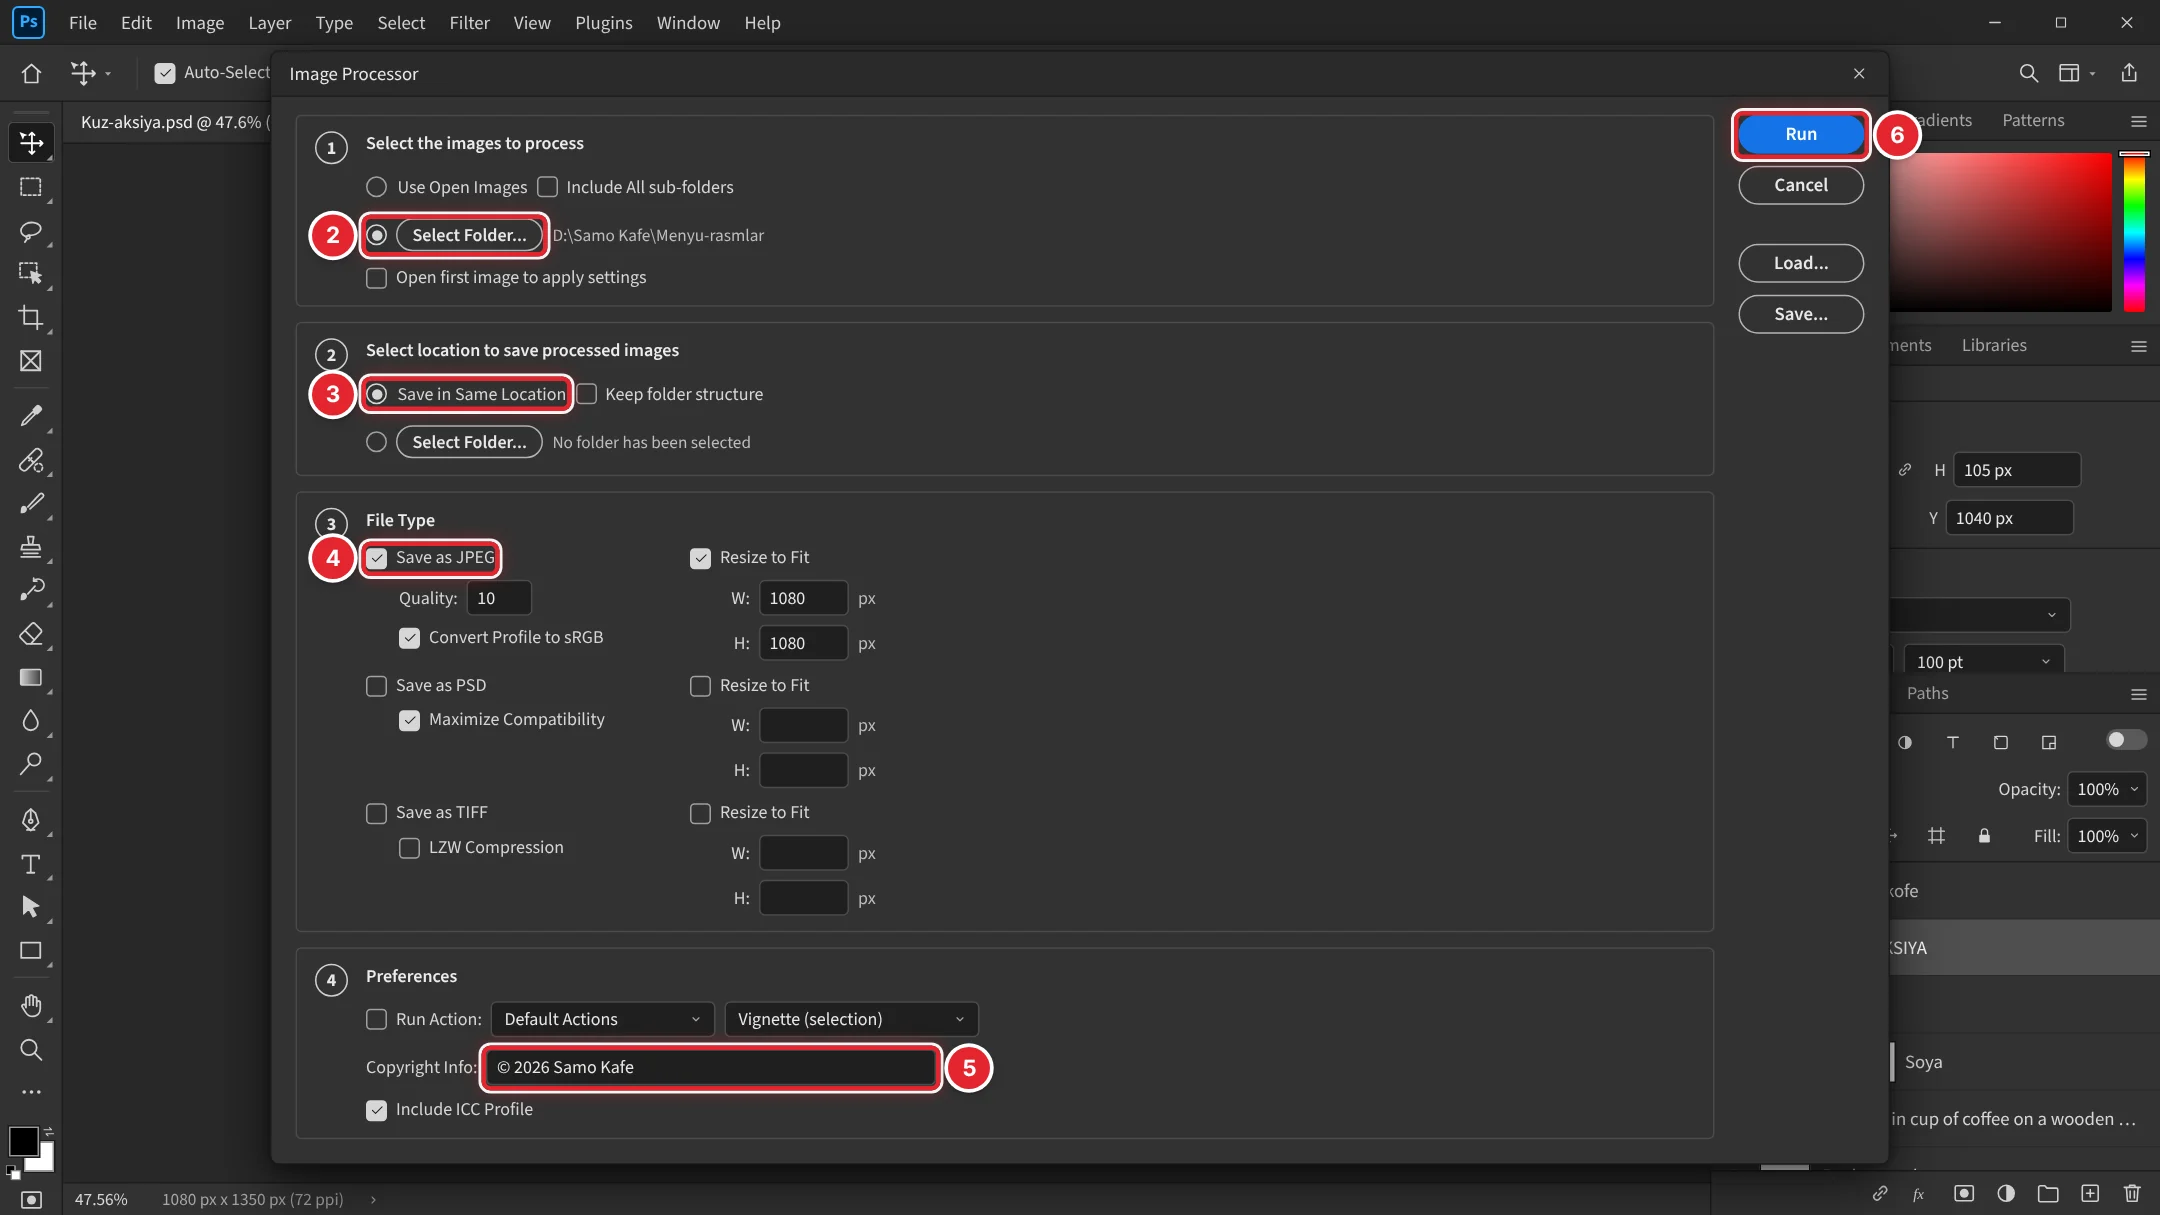 Ps File Edit Image Layer Type Select Filter View Plugins Window Help
Auto-Select
Image Processor
Kuz-aksiya.psd @ 47.6% (
1 Select the images to process
Use Open Images Include All sub-folders
2 Select Folder... D:\Samo Kafe\Menyu-rasmlar
Open first image to apply settings
2 Select location to save processed images
3 Save in Same Location Keep folder structure
Select Folder... No folder has been selected
3 File Type
4 Save as JPEG Resize to Fit
Quality: 10 W: 1080 px
Convert Profile to sRGB H: 1080 px
Save as PSD Resize to Fit
Maximize Compatibility W: px
H: px
Save as TIFF Resize to Fit
LZW Compression W: px
H: px
4 Preferences
Run Action: Default Actions Vignette (selection)
Copyright Info: © 2026 Samo Kafe 5
Include ICC Profile
Run 6
Cancel
Load...
Save...
adients Patterns
ments Libraries
H 105 px
Y 1040 px
100 pt
Paths
Opacity: 100%
Fill: 100%
kofe
KSIYA
Soya
in cup of coffee on a wooden ...
fx
47.56% 1080 px x 1350 px (72 ppi)